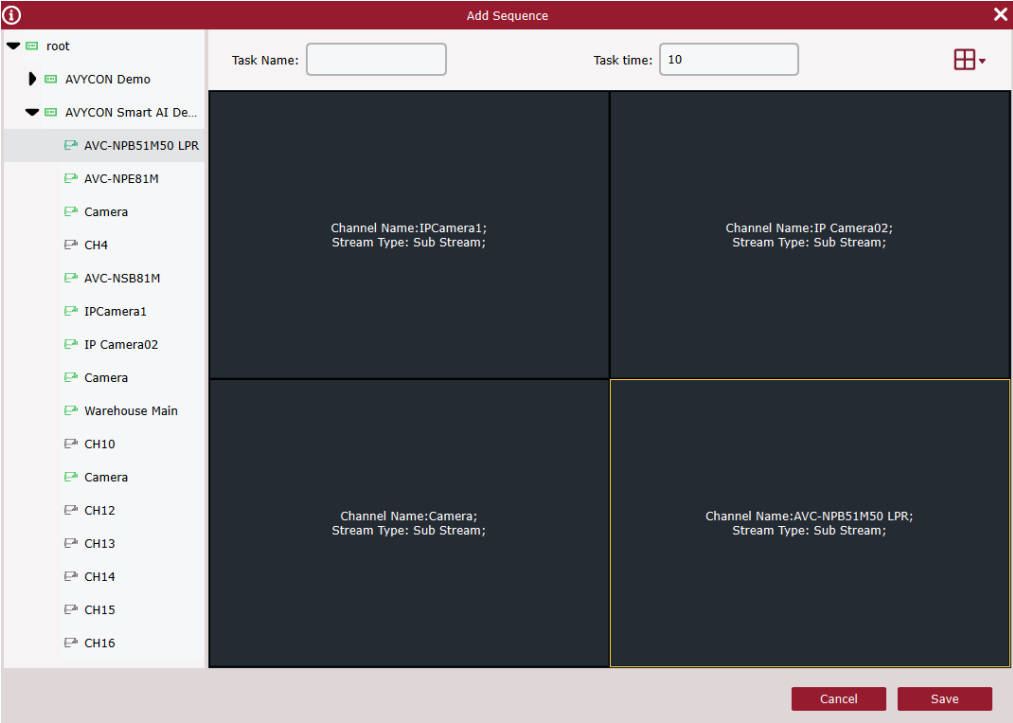 Add Sequence
root
AVYCON Demo
AVYCON Smart AI De...
AVC-NPB51M50 LPR
AVC-NPE81M
Camera
CH4
AVC-NSB81M
IPCamera1
IP Camera02
Camera
Warehouse Main
CH10
Camera
CH12
CH13
CH14
CH15
CH16
Task Name:
Task time: 10
Channel Name:IPCamera1;
Stream Type: Sub Stream;
Channel Name:IP Camera02;
Stream Type: Sub Stream;
Channel Name:Camera;
Stream Type: Sub Stream;
Channel Name:AVC-NPB51M50 LPR;
Stream Type: Sub Stream;
Cancel
Save